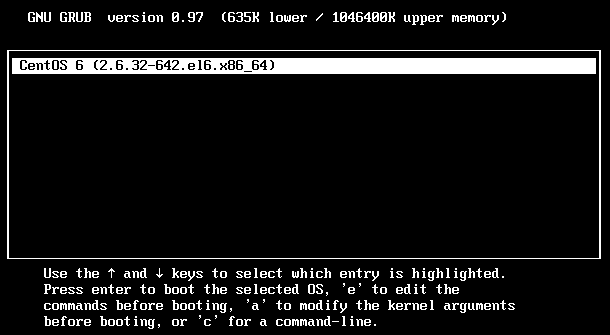 GNU GRUB  version 0.97  (635K lower / 1046400K upper memory)
CentOS 6 (2.6.32-642.el6.x86_64)
Use the ↑ and ↓ keys to select which entry is highlighted.
Press enter to boot the selected OS, 'e' to edit the
commands before booting, 'a' to modify the kernel arguments
before booting, or 'c' for a command-line.